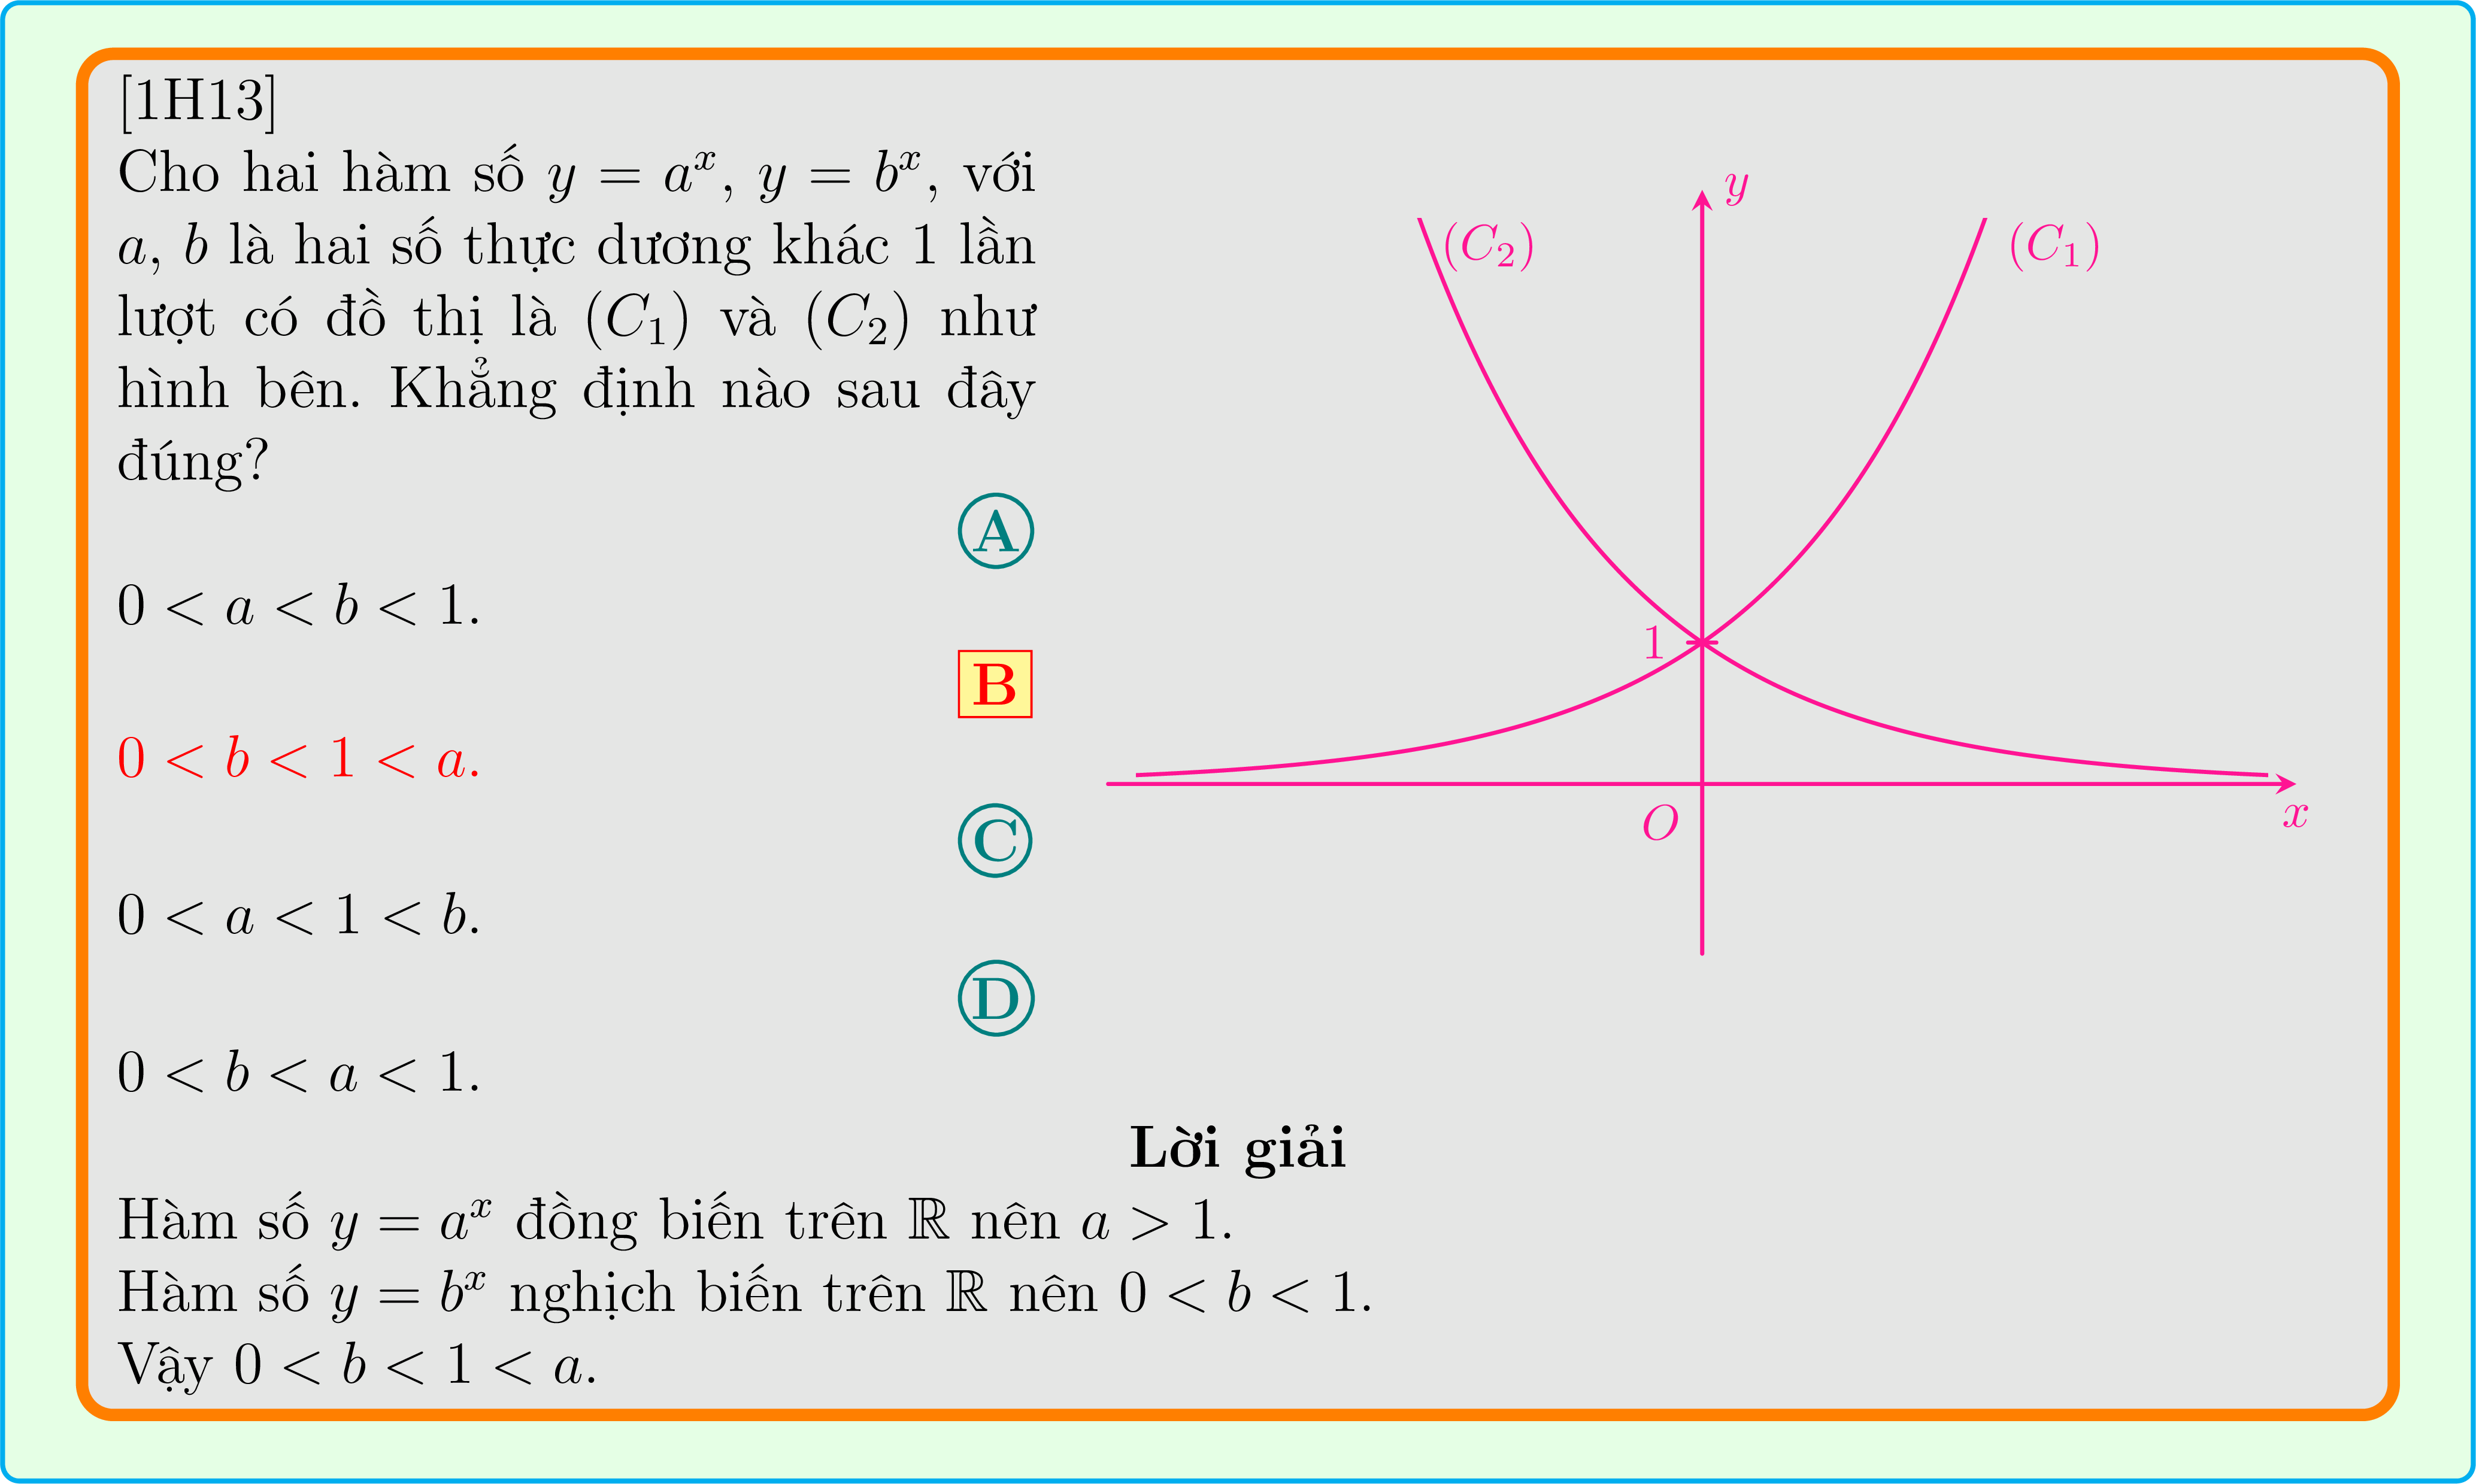 [1H13]
Cho hai hàm số y = a^x, y = b^x, với
a, b là hai số thực dương khác 1 lần
lượt có đồ thị là (C_1) và (C_2) như
hình bên. Khẳng định nào sau đây
đúng?
A
0 < a < b < 1.
B
0 < b < 1 < a.
C
0 < a < 1 < b.
D
0 < b < a < 1.
y
(C_2)
(C_1)
1
O
x
Lời giải
Hàm số y = a^x đồng biến trên ℝ nên a > 1.
Hàm số y = b^x nghịch biến trên ℝ nên 0 < b < 1.
Vậy 0 < b < 1 < a.